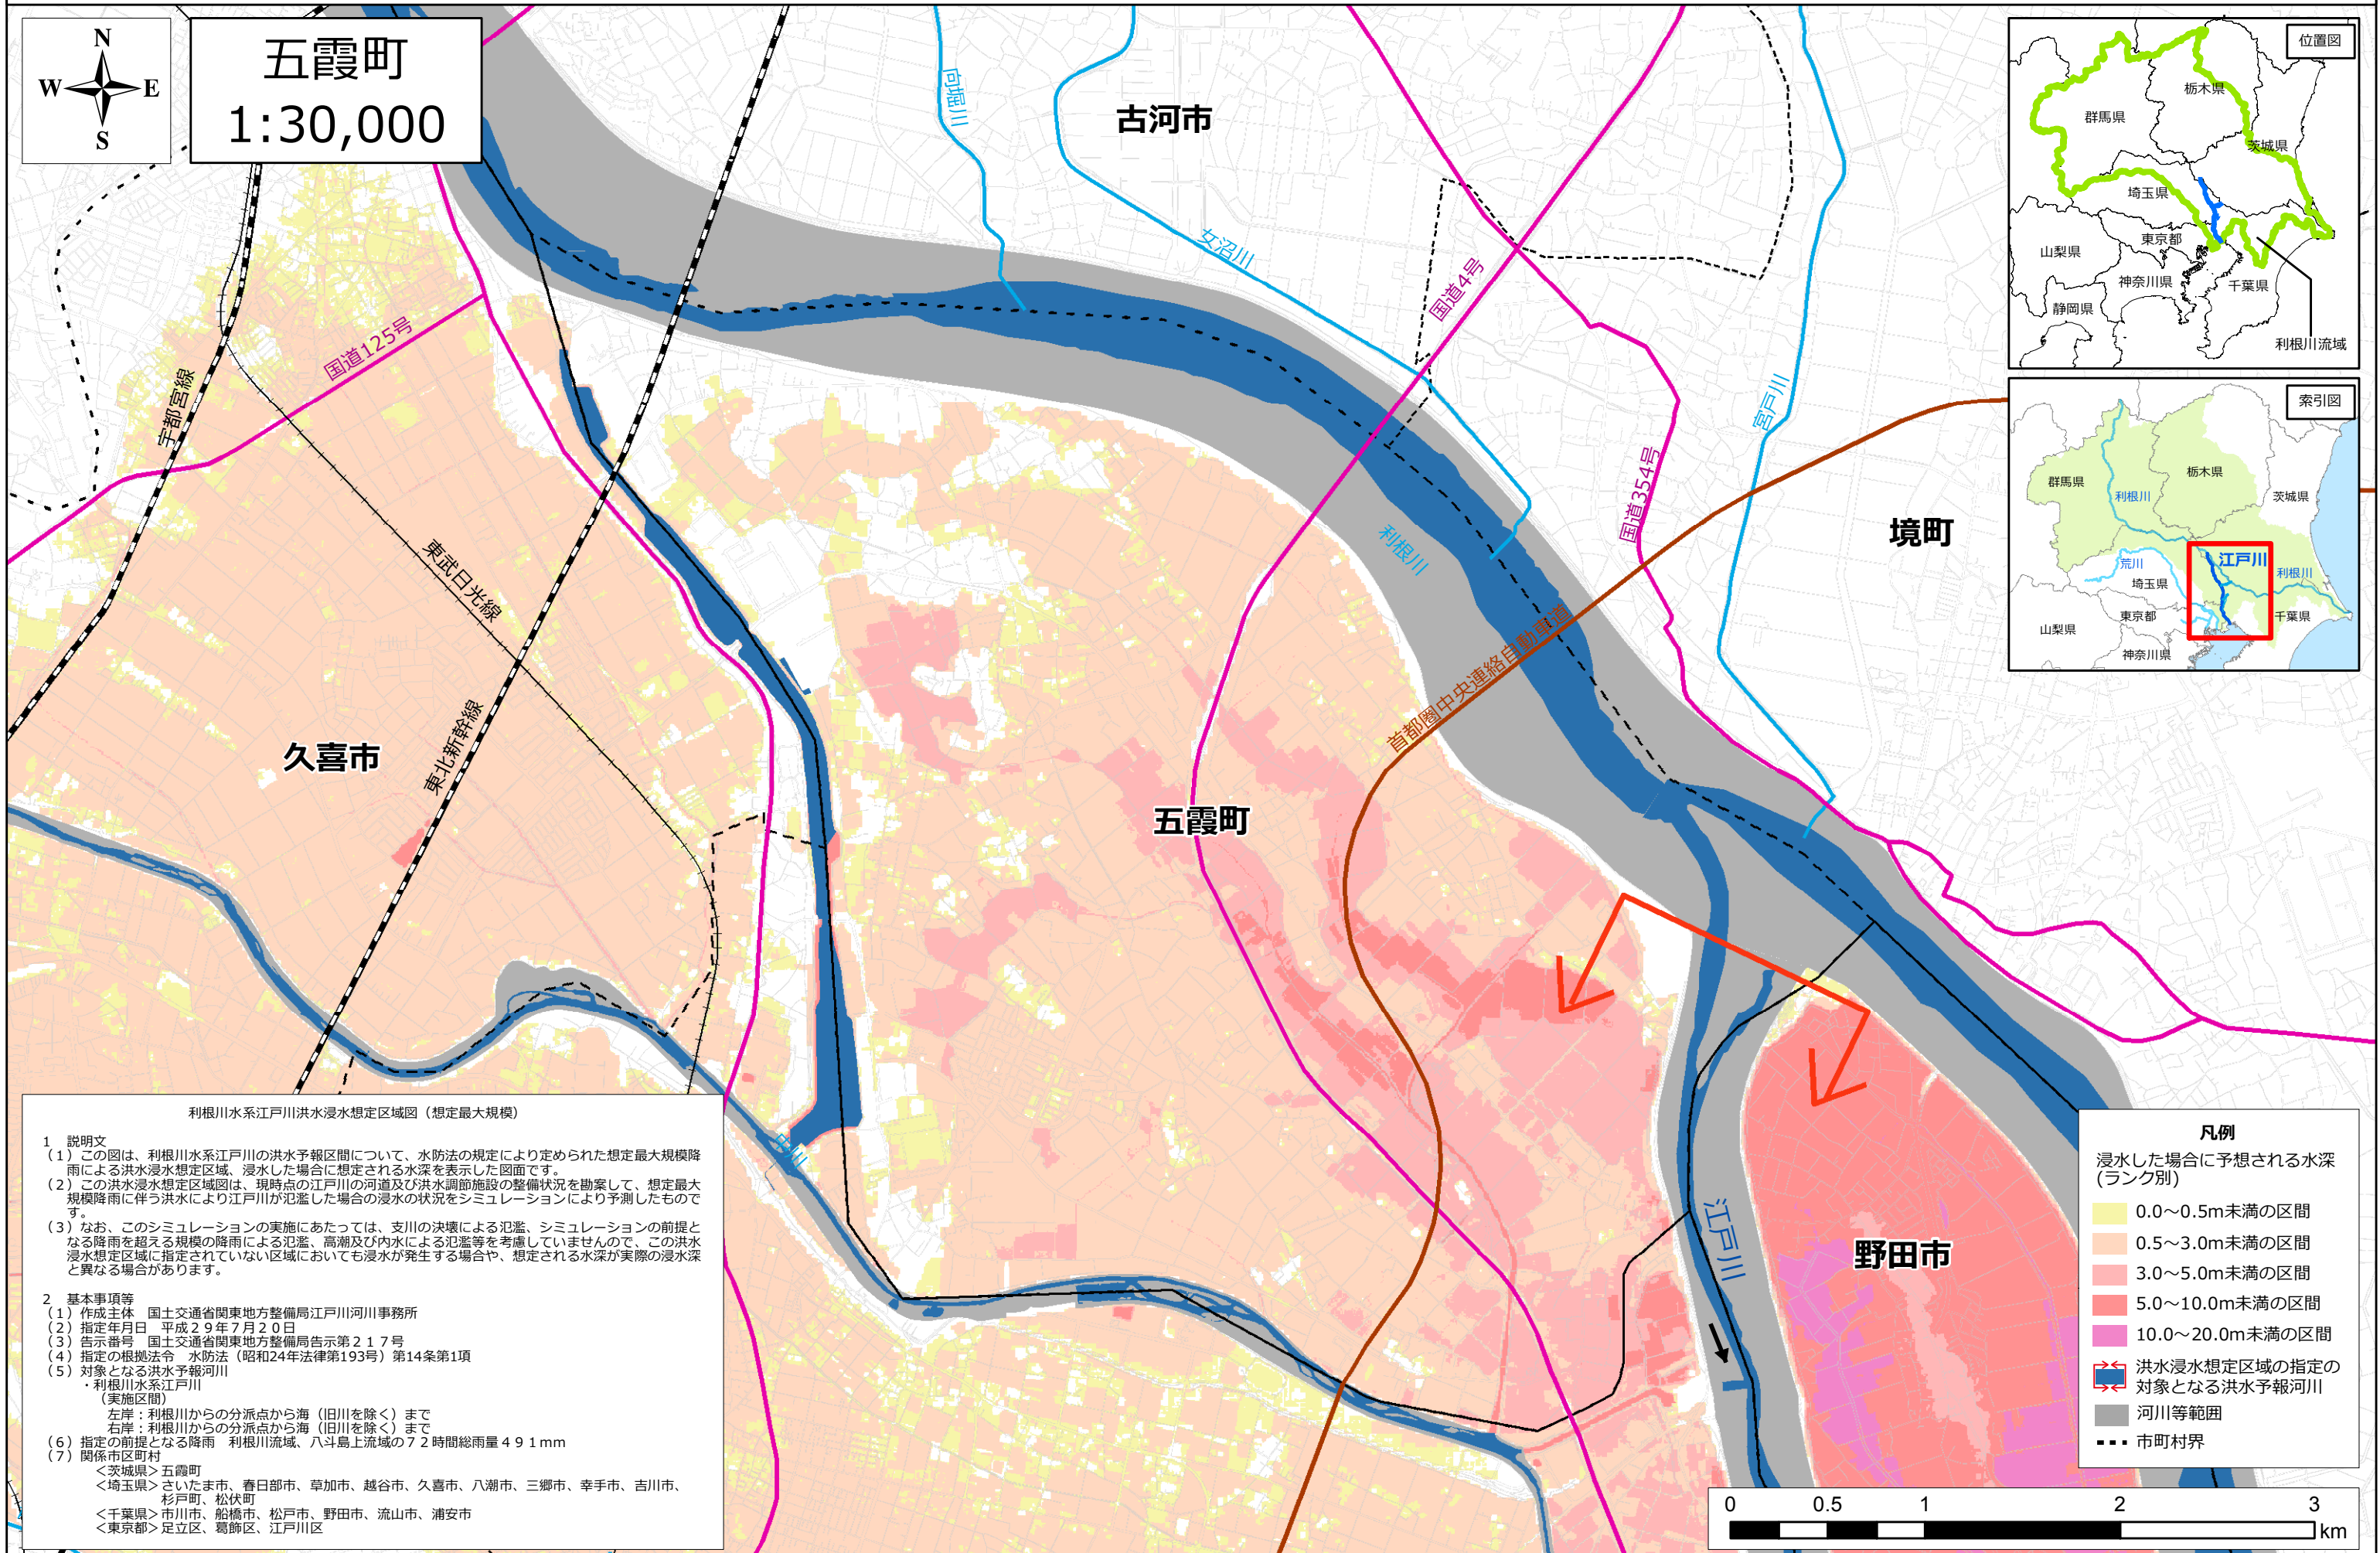 N
W
E
S
五霞町
1:30,000
古河市
向堀川
女沼川
国道4号
国道125号
宇都宮線
東武日光線
東北新幹線
久喜市
五霞町
利根川
首都圏中央連絡自動車道
国道354号
宮戸川
境町
中川
江戸川
野田市
位置図
群馬県
栃木県
茨城県
埼玉県
東京都
山梨県
神奈川県
千葉県
静岡県
利根川流域
索引図
群馬県
栃木県
利根川
茨城県
荒川
江戸川
利根川
埼玉県
東京都
千葉県
山梨県
神奈川県
利根川水系江戸川洪水浸水想定区域図（想定最大規模）
1　説明文
（1）この図は、利根川水系江戸川の洪水予報区間について、水防法の規定により定められた想定最大規模降
雨による洪水浸水想定区域、浸水した場合に想定される水深を表示した図面です。
（2）この洪水浸水想定区域図は、現時点の江戸川の河道及び洪水調節施設の整備状況を勘案して、想定最大
規模降雨に伴う洪水により江戸川が氾濫した場合の浸水の状況をシミュレーションにより予測したもので
す。
（3）なお、このシミュレーションの実施にあたっては、支川の決壊による氾濫、シミュレーションの前提と
なる降雨を超える規模の降雨による氾濫、高潮及び内水による氾濫等を考慮していませんので、この洪水
浸水想定区域に指定されていない区域においても浸水が発生する場合や、想定される水深が実際の浸水深
と異なる場合があります。
2　基本事項等
（1）作成主体　国土交通省関東地方整備局江戸川河川事務所
（2）指定年月日　平成２９年７月２０日
（3）告示番号　国土交通省関東地方整備局告示第２１７号
（4）指定の根拠法令　水防法（昭和24年法律第193号）第14条第1項
（5）対象となる洪水予報河川
・利根川水系江戸川
（実施区間）
左岸：利根川からの分派点から海（旧川を除く）まで
右岸：利根川からの分派点から海（旧川を除く）まで
（6）指定の前提となる降雨　利根川流域、八斗島上流域の７２時間総雨量４９１mm
（7）関係市区町村
＜茨城県＞五霞町
＜埼玉県＞さいたま市、春日部市、草加市、越谷市、久喜市、八潮市、三郷市、幸手市、吉川市、
杉戸町、松伏町
＜千葉県＞市川市、船橋市、松戸市、野田市、流山市、浦安市
＜東京都＞足立区、葛飾区、江戸川区
凡例
浸水した場合に予想される水深
(ランク別)
0.0～0.5m未満の区間
0.5～3.0m未満の区間
3.0～5.0m未満の区間
5.0～10.0m未満の区間
10.0～20.0m未満の区間
洪水浸水想定区域の指定の
対象となる洪水予報河川
河川等範囲
市町村界
0 0.5 1 2 3
km